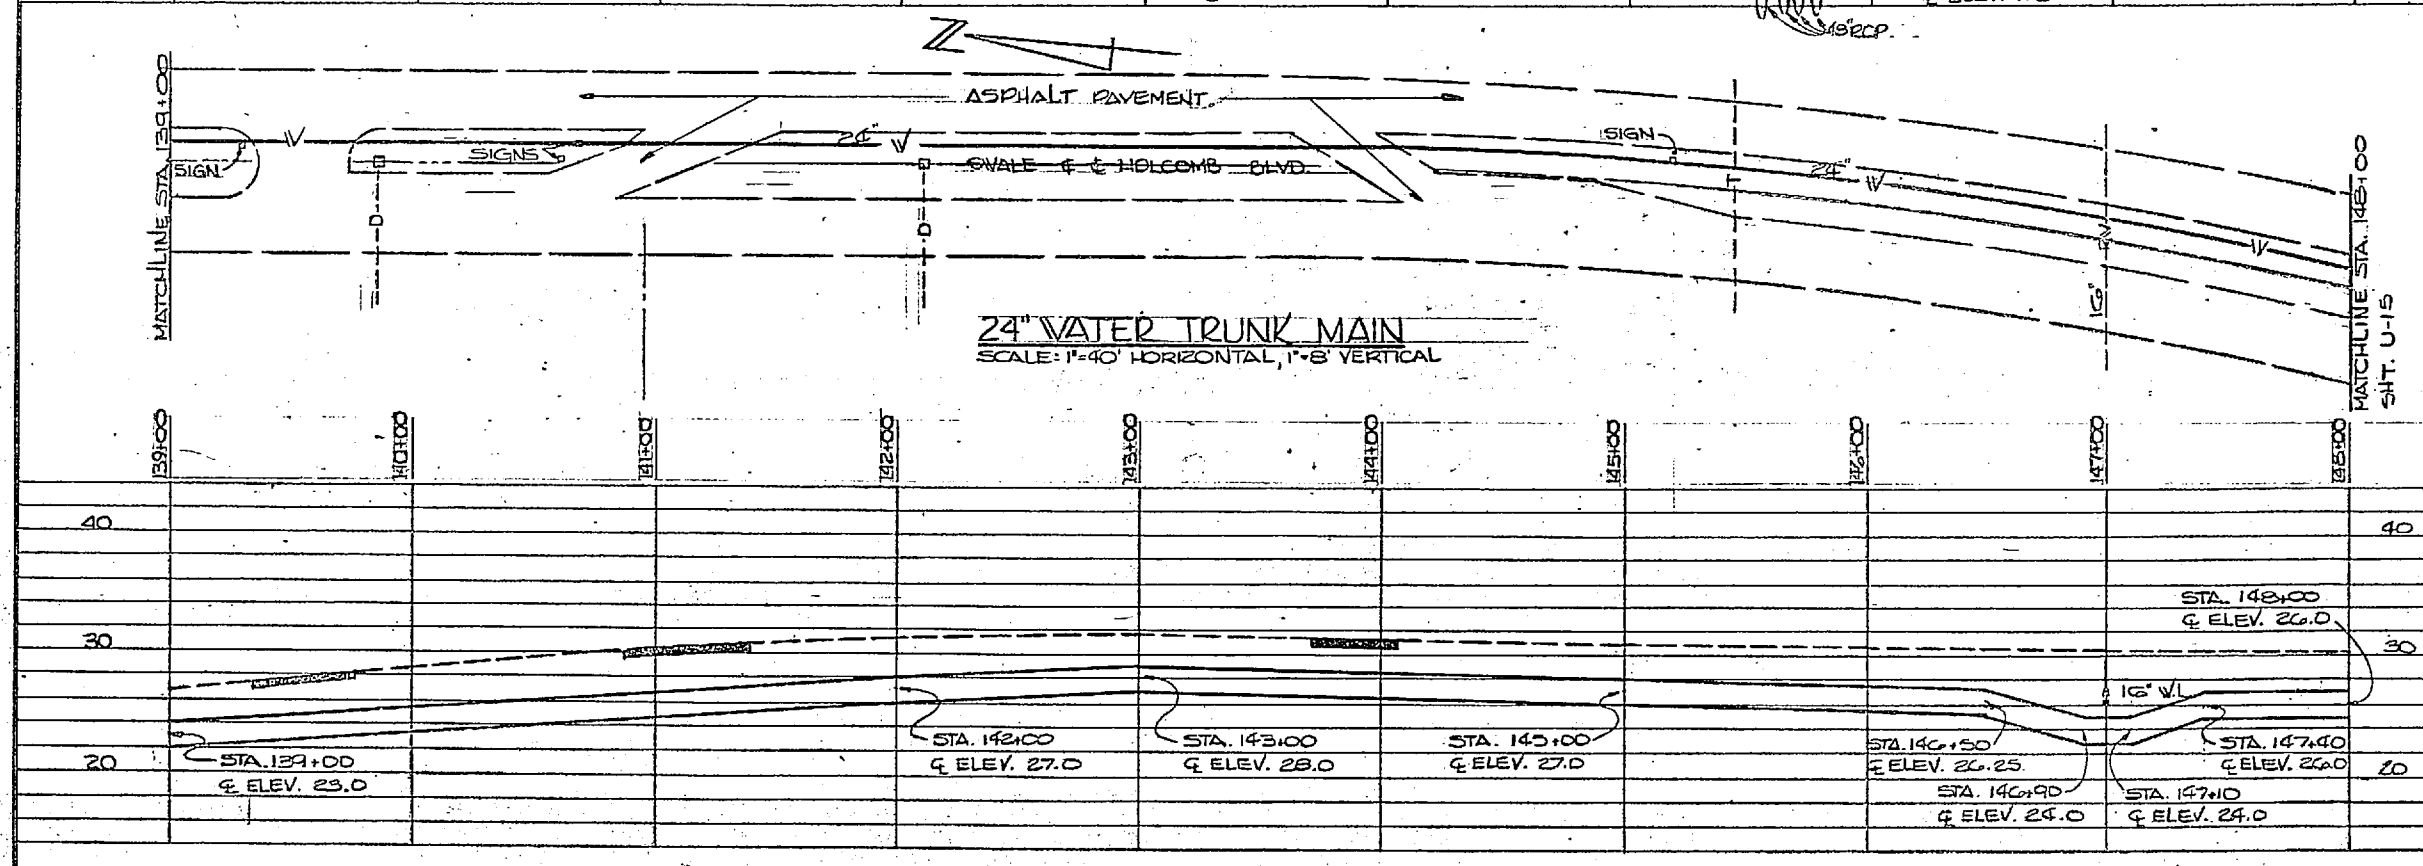 18"RCP.
N
ASPHALT PAVEMENT
MATCHLINE STA. 139+00
W
24"
W
SIGN
SIGN
SIGNS
SWALE & ℄ HOLCOMB BLVD.
24"
W
T
D
D
W
W
16"
MATCHLINE STA. 148+00
SHT. U-15
24" WATER TRUNK MAIN
SCALE: 1"=40' HORIZONTAL, 1"=8' VERTICAL
139+00
140+00
141+00
142+00
143+00
144+00
145+00
146+00
147+00
148+00
40
40
STA. 148+00
℄ ELEV. 26.0
30
30
16" W.L.
STA. 139+00
℄ ELEV. 23.0
STA. 142+00
℄ ELEV. 27.0
STA. 143+00
℄ ELEV. 28.0
STA. 145+00
℄ ELEV. 27.0
STA. 146+50
℄ ELEV. 26.25
STA. 147+40
℄ ELEV. 26.0
20
20
STA. 146+90
℄ ELEV. 24.0
STA. 147+10
℄ ELEV. 24.0